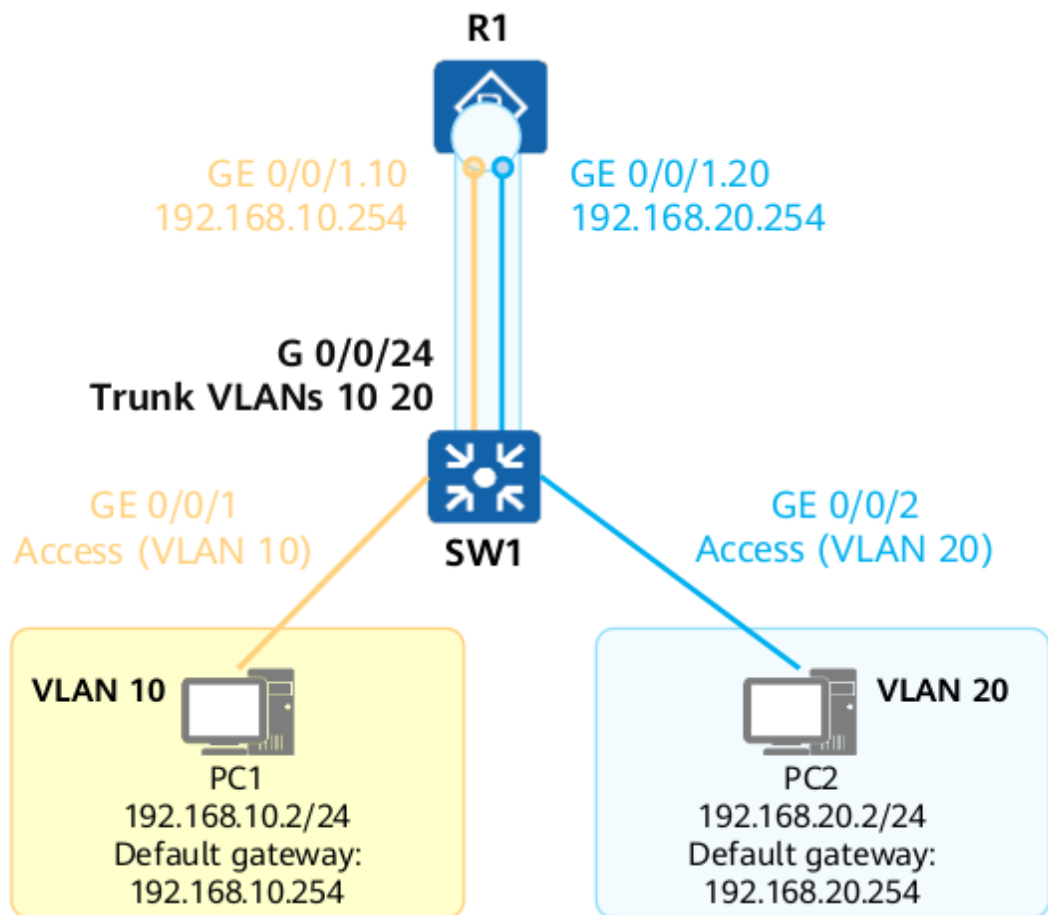 R1
GE 0/0/1.10
192.168.10.254
GE 0/0/1.20
192.168.20.254
G 0/0/24
Trunk VLANs 10 20
GE 0/0/1
Access (VLAN 10)
SW1
GE 0/0/2
Access (VLAN 20)
VLAN 10
PC1
192.168.10.2/24
Default gateway:
192.168.10.254
VLAN 20
PC2
192.168.20.2/24
Default gateway:
192.168.20.254